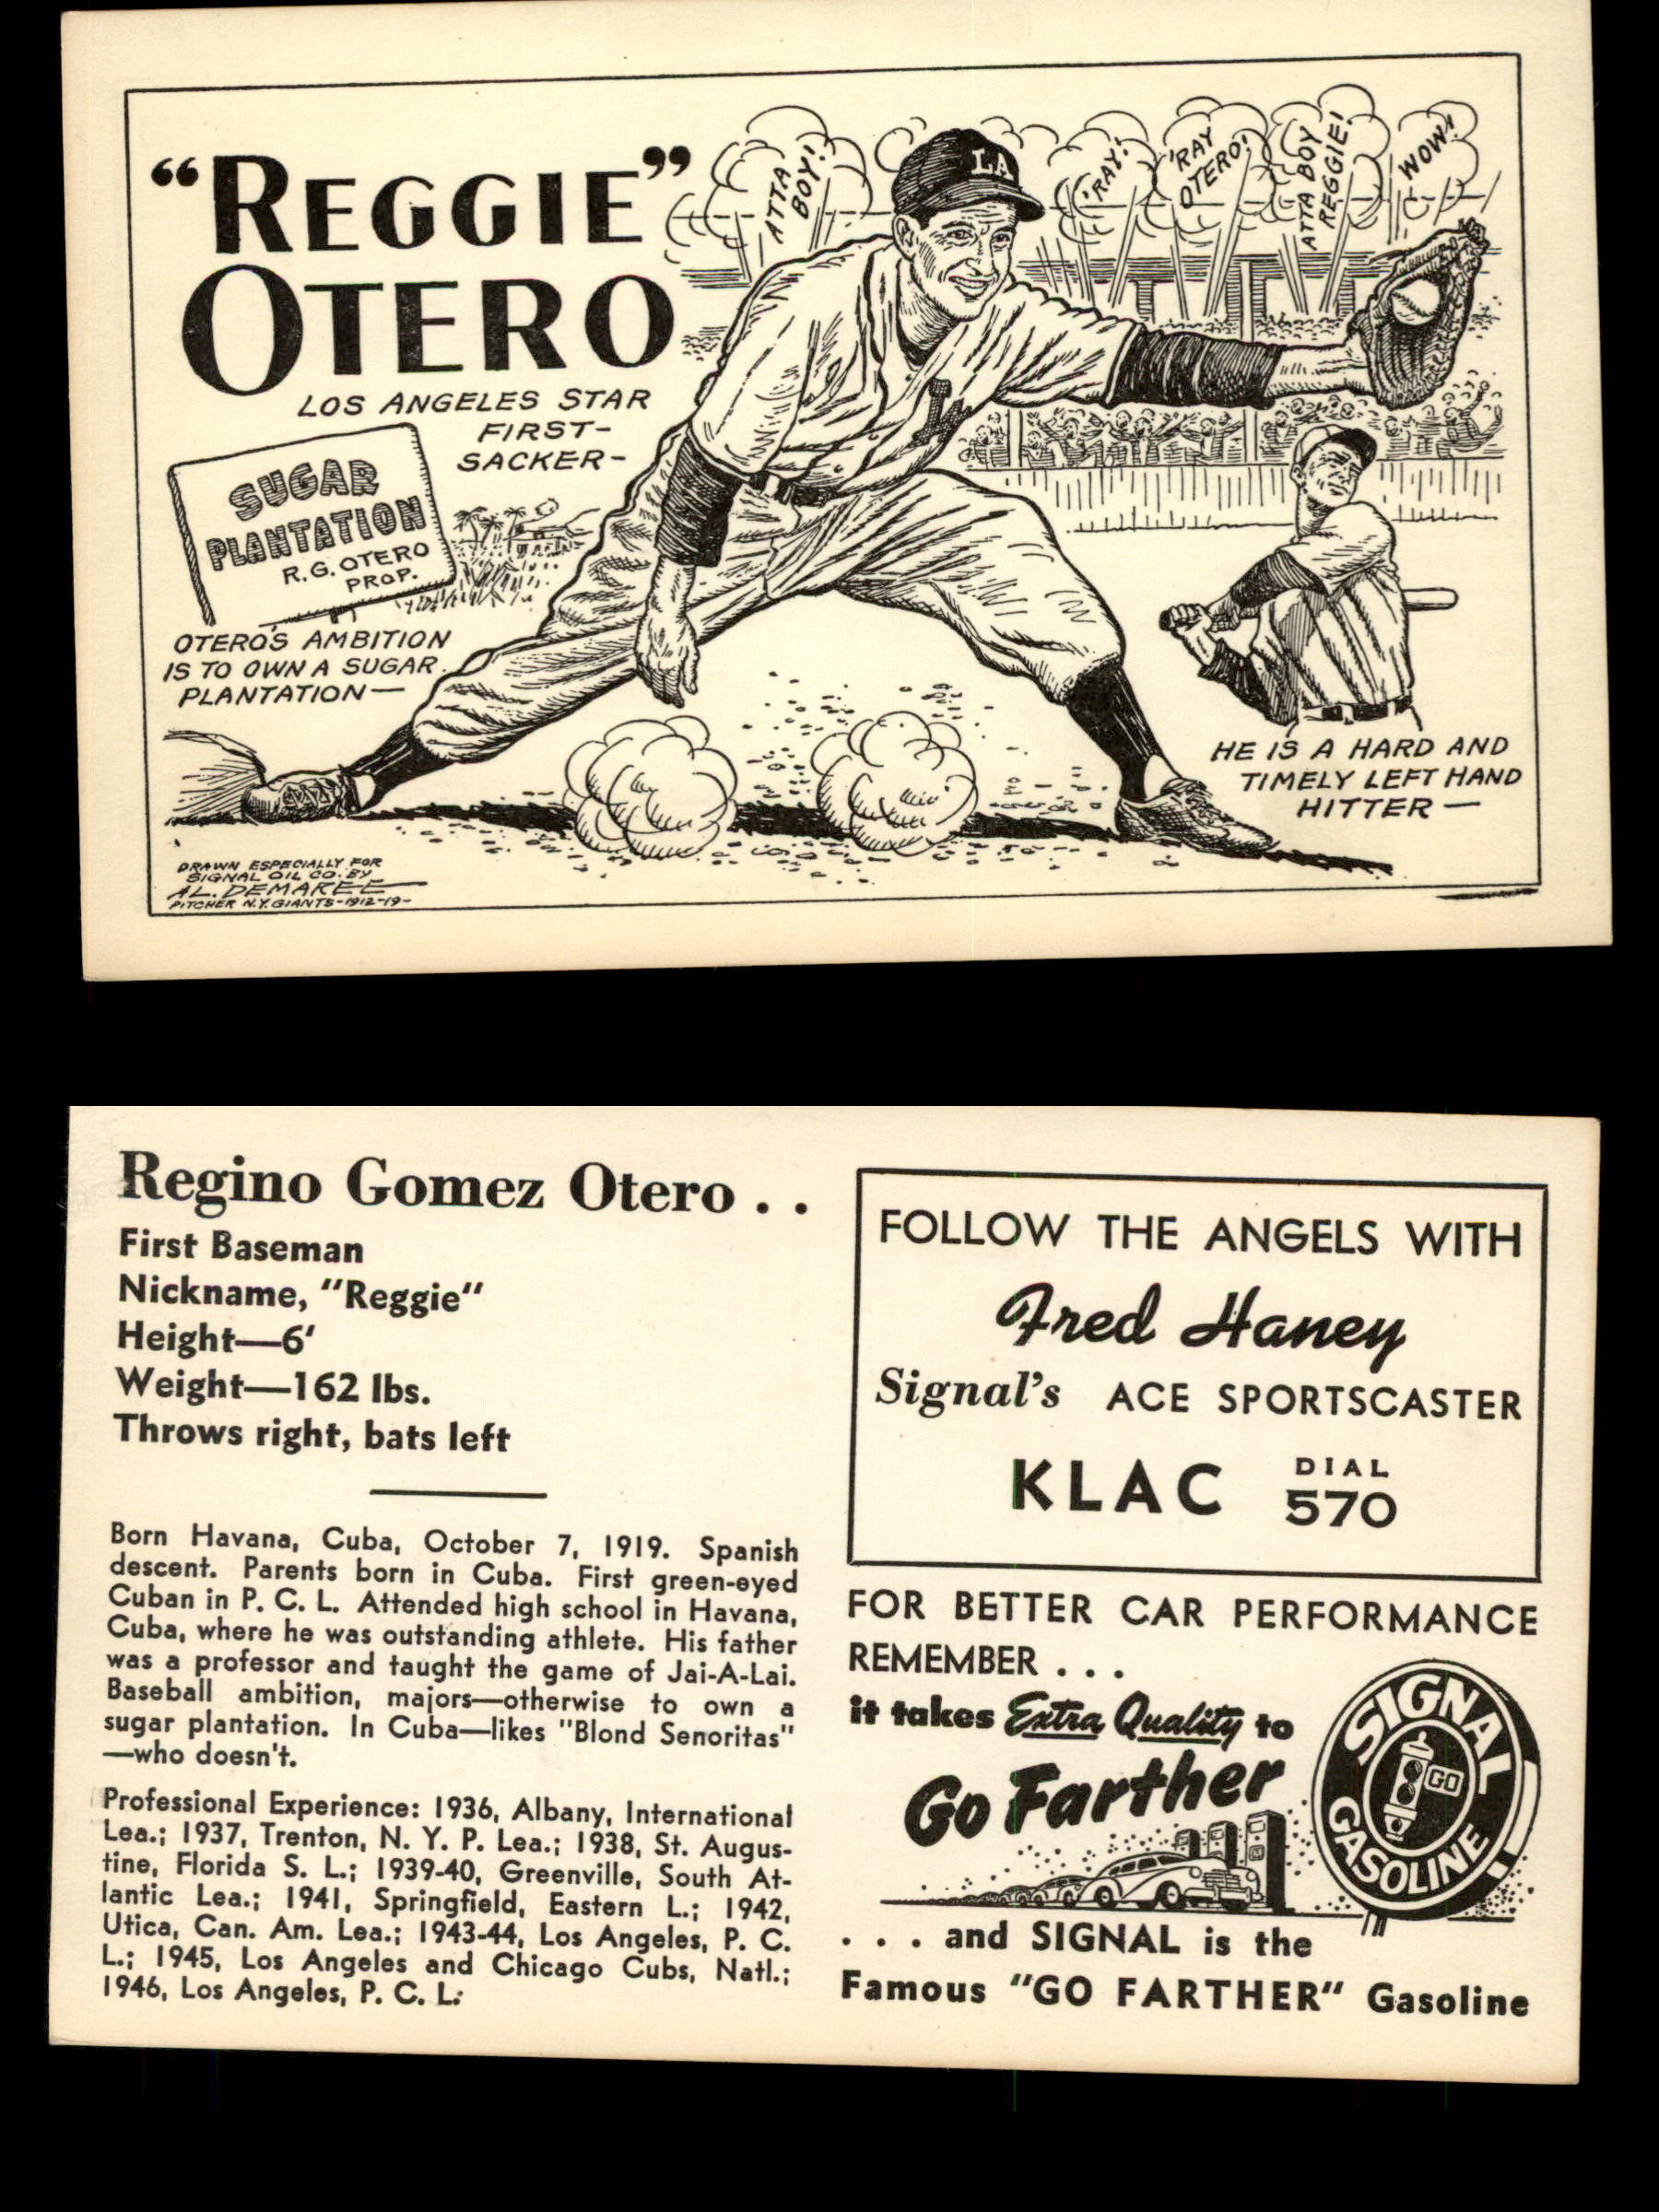 “REGGIE”
OTERO
LOS ANGELES STAR
FIRST-
SACKER-
ATTA
BOY!
LA
'RAY!
'RAY
OTERO!
ATTA BOY
REGGIE!
WOW!
L
SUGAR
PLANTATION
R.G. OTERO
PROP.
OTERO'S AMBITION
IS TO OWN A SUGAR
PLANTATION—
HE IS A HARD AND
TIMELY LEFT HAND
HITTER—
DRAWN ESPECIALLY FOR
SIGNAL OIL CO. BY
AL. DEMAREE
PITCHER N.Y. GIANTS-1912-19-
Regino Gomez Otero . .
First Baseman
Nickname, "Reggie"
Height—6'
Weight—162 lbs.
Throws right, bats left
Born Havana, Cuba, October 7, 1919. Spanish
descent. Parents born in Cuba. First green-eyed
Cuban in P. C. L. Attended high school in Havana,
Cuba, where he was outstanding athlete. His father
was a professor and taught the game of Jai-A-Lai.
Baseball ambition, majors—otherwise to own a
sugar plantation. In Cuba—likes "Blond Senoritas"
—who doesn't.
Professional Experience: 1936, Albany, International
Lea.; 1937, Trenton, N. Y. P. Lea.; 1938, St. Augus-
tine, Florida S. L.; 1939-40, Greenville, South At-
lantic Lea.; 1941, Springfield, Eastern L.; 1942,
Utica, Can. Am. Lea.; 1943-44, Los Angeles, P. C.
L.; 1945, Los Angeles and Chicago Cubs, Natl.;
1946, Los Angeles, P. C. L.
FOLLOW THE ANGELS WITH
Fred Haney
Signal's ACE SPORTSCASTER
KLAC DIAL
570
FOR BETTER CAR PERFORMANCE
REMEMBER . . .
it takes Extra Quality to
Go Farther
SIGNAL
GO
GASOLINE
. . . and SIGNAL is the
Famous "GO FARTHER" Gasoline